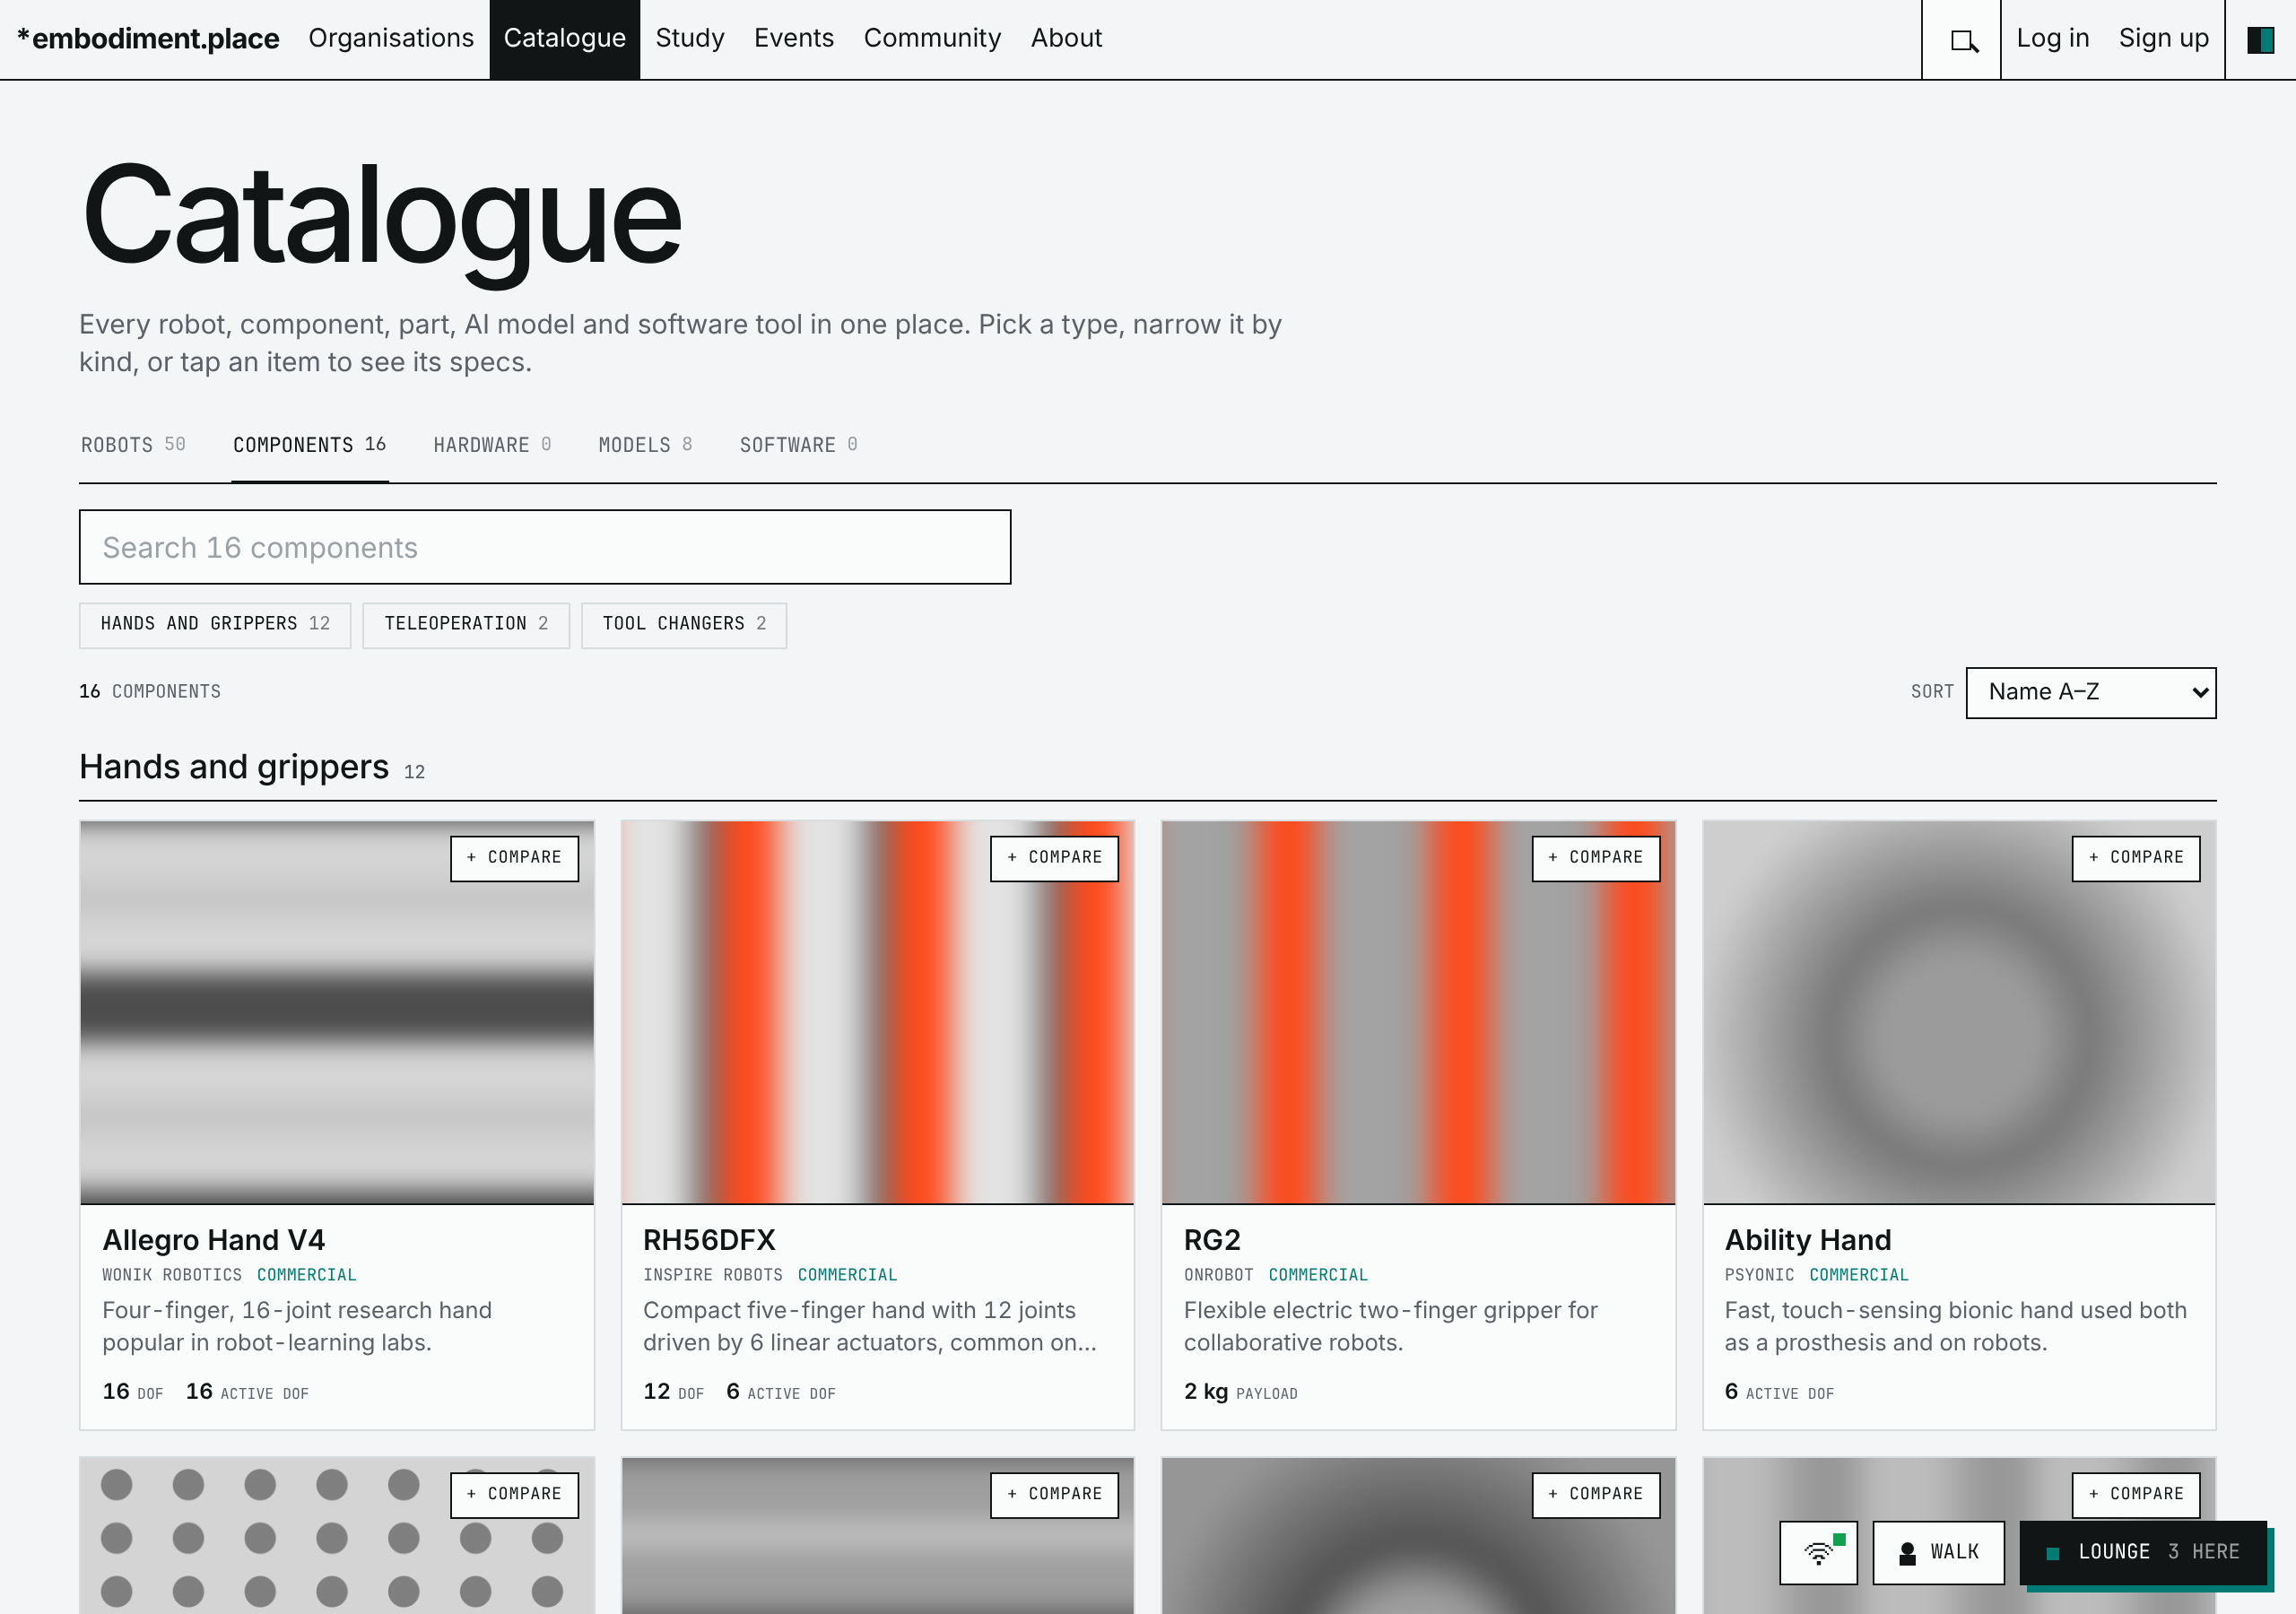 *embodiment.place Organisations Catalogue Study Events Community About Log in Sign up
Catalogue
Every robot, component, part, AI model and software tool in one place. Pick a type, narrow it by
kind, or tap an item to see its specs.
ROBOTS 50 COMPONENTS 16 HARDWARE 0 MODELS 8 SOFTWARE 0
Search 16 components
HANDS AND GRIPPERS 12 TELEOPERATION 2 TOOL CHANGERS 2
16 COMPONENTS SORT Name A–Z
Hands and grippers 12
+ COMPARE
Allegro Hand V4
WONIK ROBOTICS COMMERCIAL
Four-finger, 16-joint research hand
popular in robot-learning labs.
16 DOF 16 ACTIVE DOF
+ COMPARE
RH56DFX
INSPIRE ROBOTS COMMERCIAL
Compact five-finger hand with 12 joints
driven by 6 linear actuators, common on...
12 DOF 6 ACTIVE DOF
+ COMPARE
RG2
ONROBOT COMMERCIAL
Flexible electric two-finger gripper for
collaborative robots.
2 kg PAYLOAD
+ COMPARE
Ability Hand
PSYONIC COMMERCIAL
Fast, touch-sensing bionic hand used both
as a prosthesis and on robots.
6 ACTIVE DOF
+ COMPARE
+ COMPARE
+ COMPARE
+ COMPARE
WALK LOUNGE 3 HERE